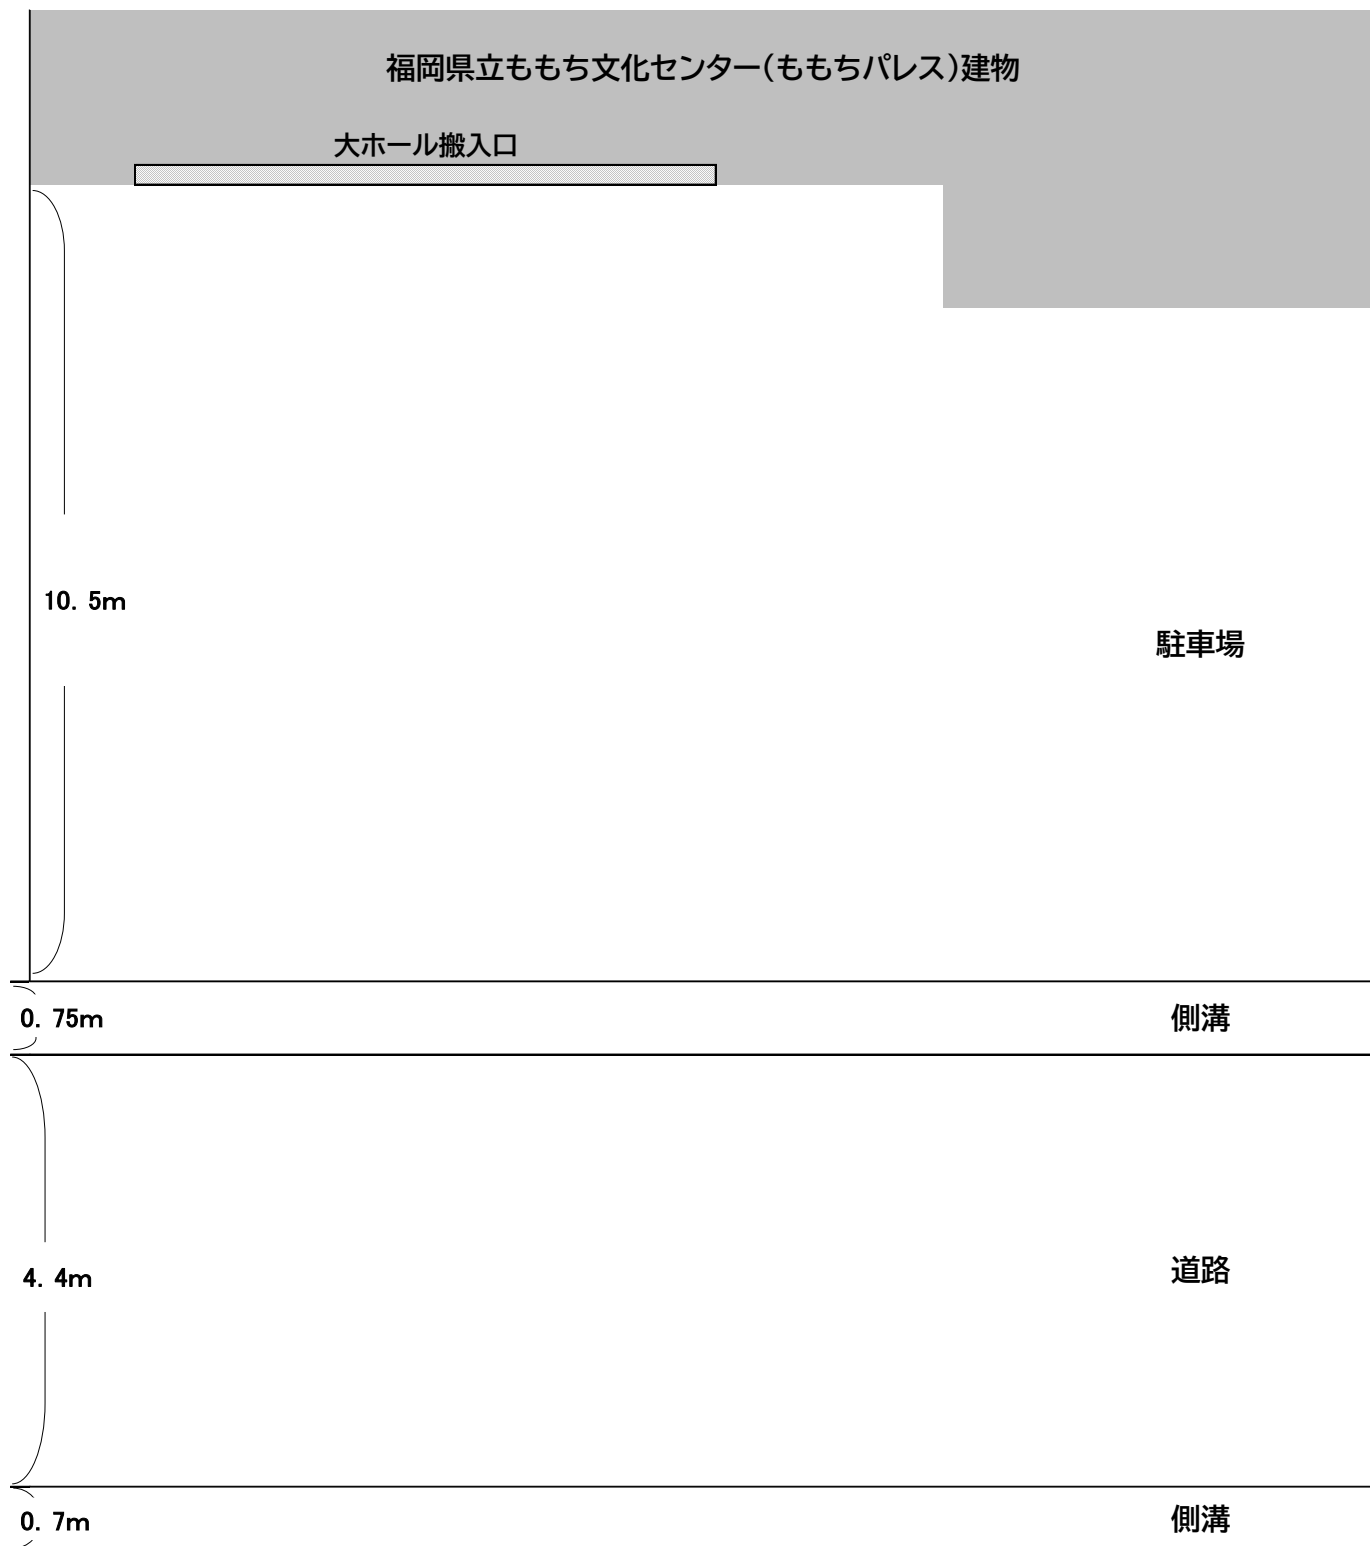 福岡県立ももち文化センター(ももちパレス)建物
大ホール搬入口
10．5m
駐車場
0．75m
側溝
4．4m
道路
0．7m
側溝